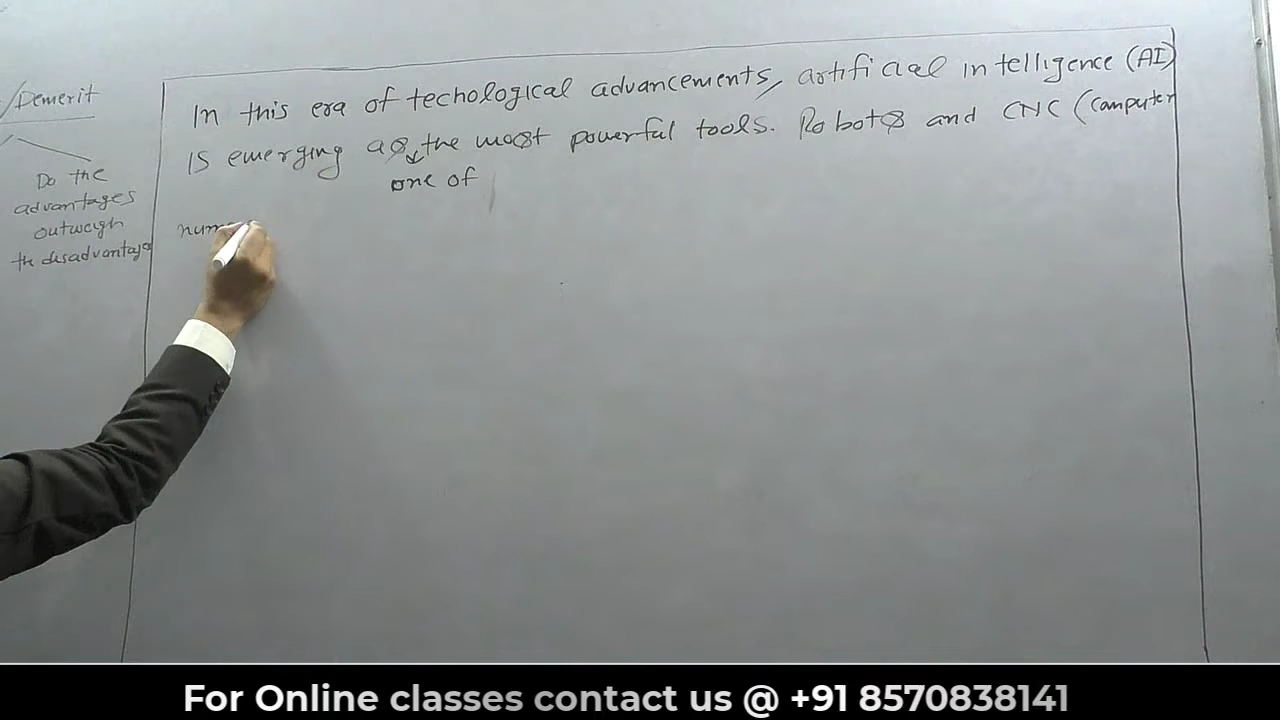 /Demerit
Do the
advantages
outweigh
the disadvantages
In this era of techological advancements, artificial intelligence (AI)
is emerging as the most powerful tools. Robots and CNC (Computer
one of
num
For Online classes contact us @ +91 8570838141